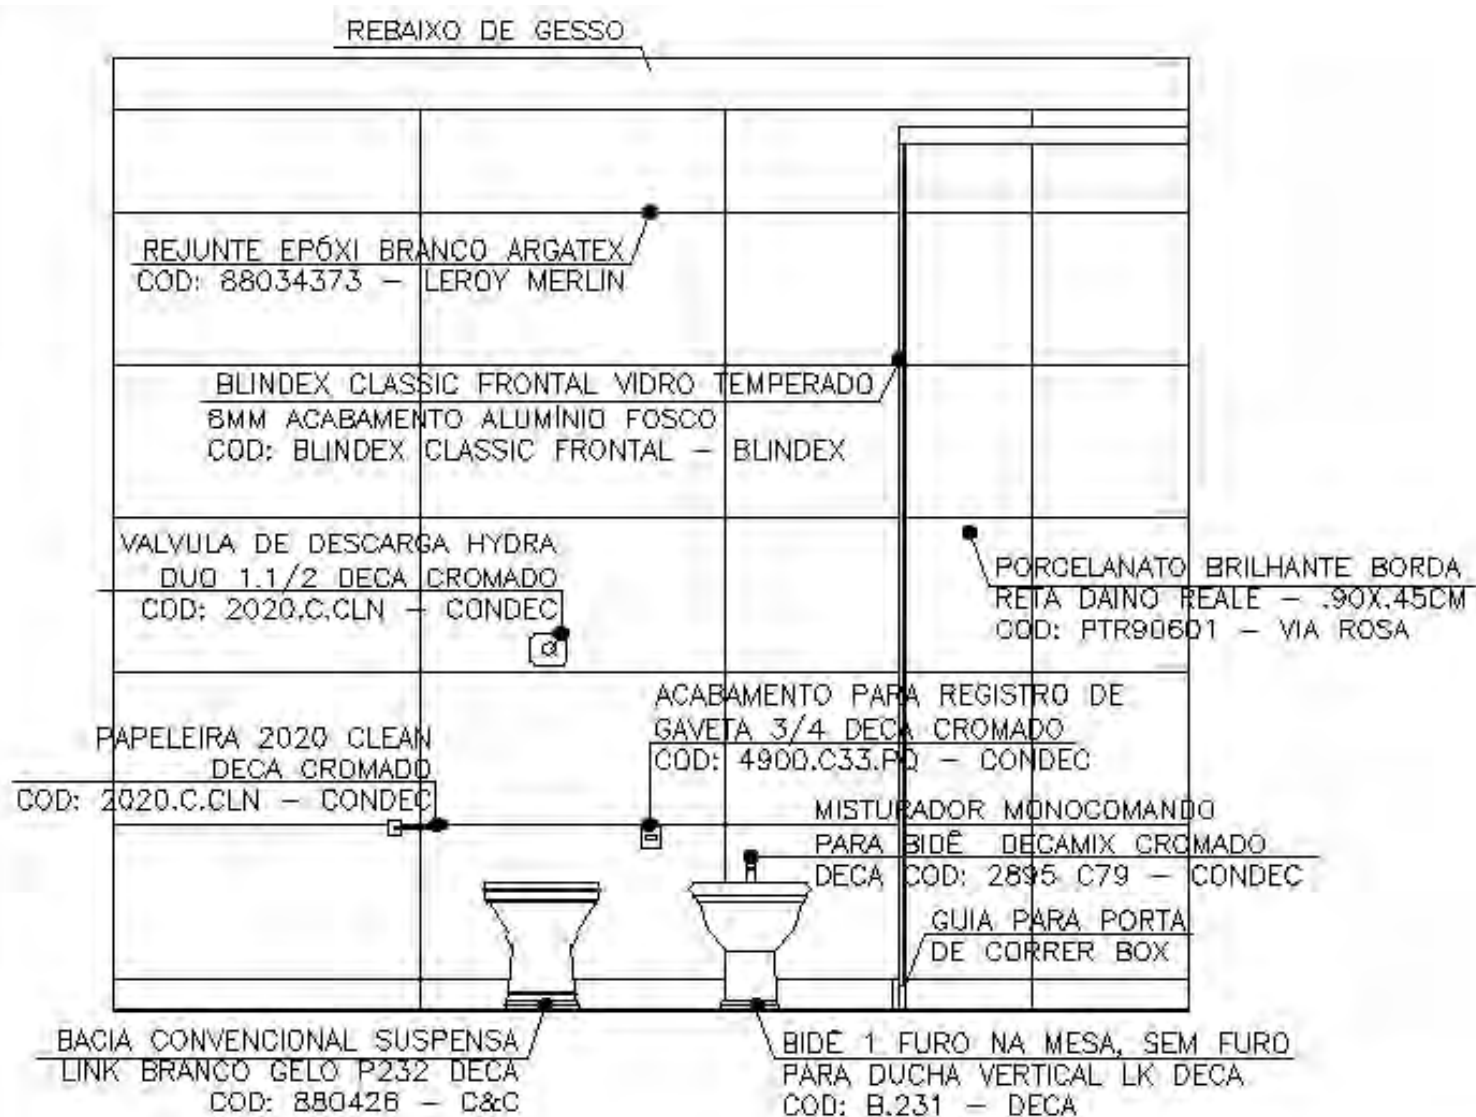 REBAIXO DE GESSO
REJUNTE EPÓXI BRANCO ARGATEX
COD: 88034373 – LEROY MERLIN
BLINDEX CLASSIC FRONTAL VIDRO TEMPERADO
8MM ACABAMENTO ALUMÍNIO FOSCO
COD: BLINDEX CLASSIC FRONTAL – BLINDEX
VALVULA DE DESCARGA HYDRA
DUO 1.1/2 DECA CROMADO
COD: 2020.C.CLN – CONDEC
PORCELANATO BRILHANTE BORDA
RETA DAINO REALE – .90X.45CM
COD: PTR90601 – VIA ROSA
ACABAMENTO PARA REGISTRO DE
GAVETA 3/4 DECA CROMADO
COD: 4900.C33.PQ – CONDEC
PAPELEIRA 2020 CLEAN
DECA CROMADO
COD: 2020.C.CLN – CONDEC
MISTURADOR MONOCOMANDO
PARA BIDÊ DECAMIX CROMADO
DECA COD: 2895 C79 – CONDEC
GUIA PARA PORTA
DE CORRER BOX
BACIA CONVENCIONAL SUSPENSA
LINK BRANCO GELO P232 DECA
COD: 880426 – C&C
BIDÊ 1 FURO NA MESA, SEM FURO
PARA DUCHA VERTICAL LK DECA
COD: B.231 – DECA